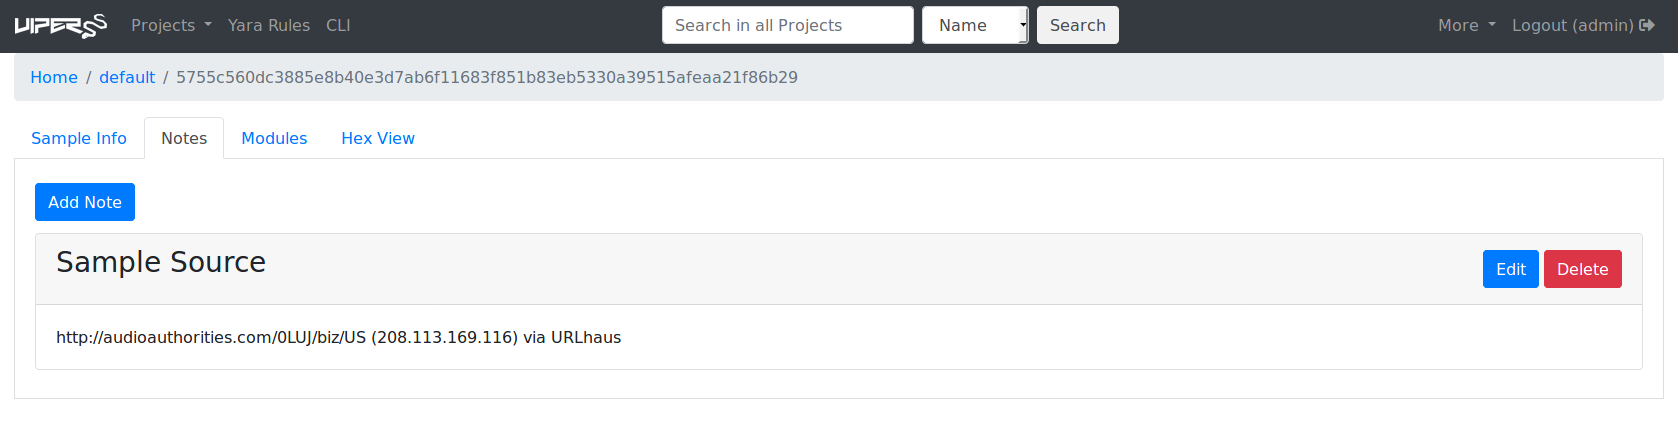 VIPER Projects Yara Rules CLI Search in all Projects Name Search More Logout (admin)
Home / default / 5755c560dc3885e8b40e3d7ab6f11683f851b83eb5330a39515afeaa21f86b29
Sample Info Notes Modules Hex View
Add Note
Sample Source Edit Delete
http://audioauthorities.com/0LUJ/biz/US (208.113.169.116) via URLhaus